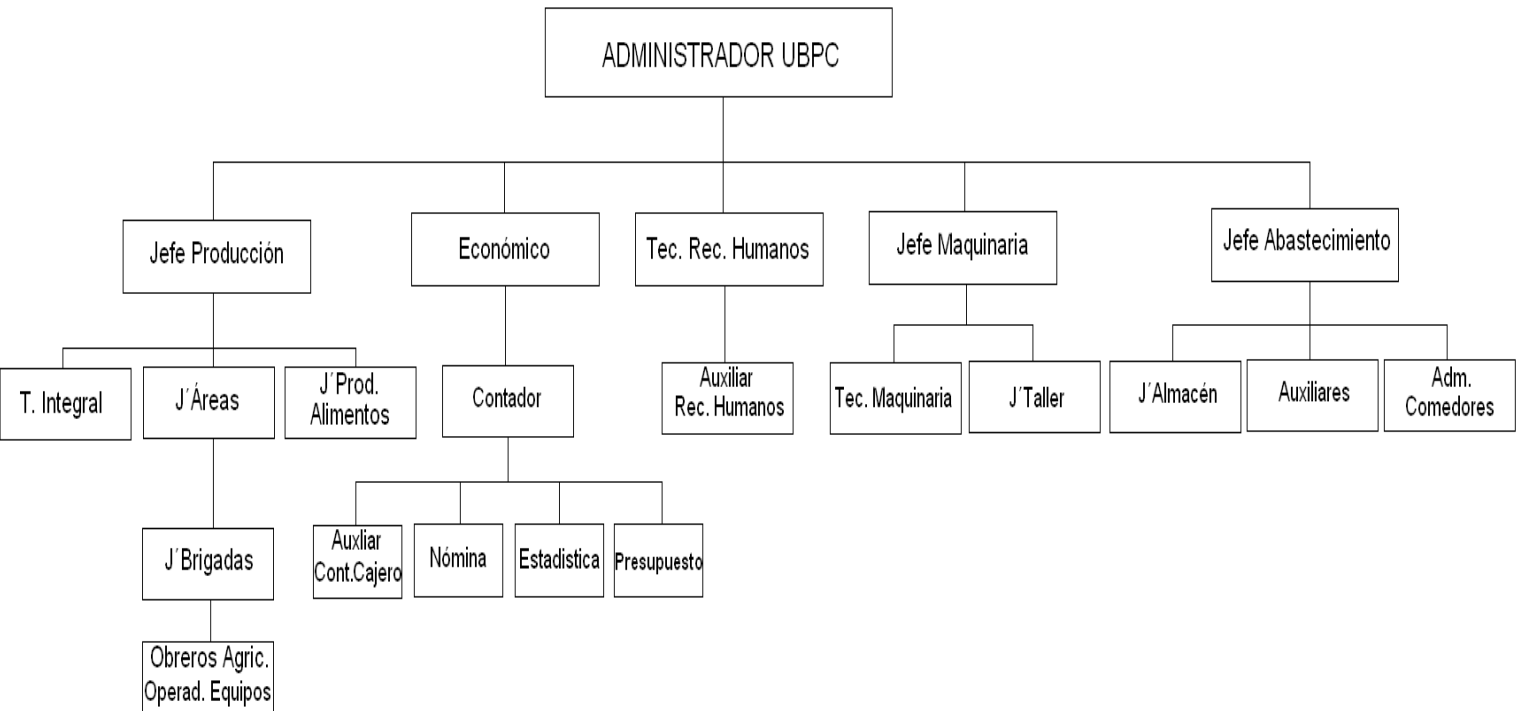 ADMINISTRADOR UBPC
Jefe Producción
Económico
Tec. Rec. Humanos
Jefe Maquinaria
Jefe Abastecimiento
T. Integral
J´Áreas
J´Prod.
Alimentos
Contador
Auxiliar
Rec. Humanos
Tec. Maquinaria
J´Taller
J´Almacén
Auxiliares
Adm.
Comedores
J´Brigadas
Auxliar
Cont.Cajero
Nómina
Estadistica
Presupuesto
Obreros Agric.
Operad. Equipos